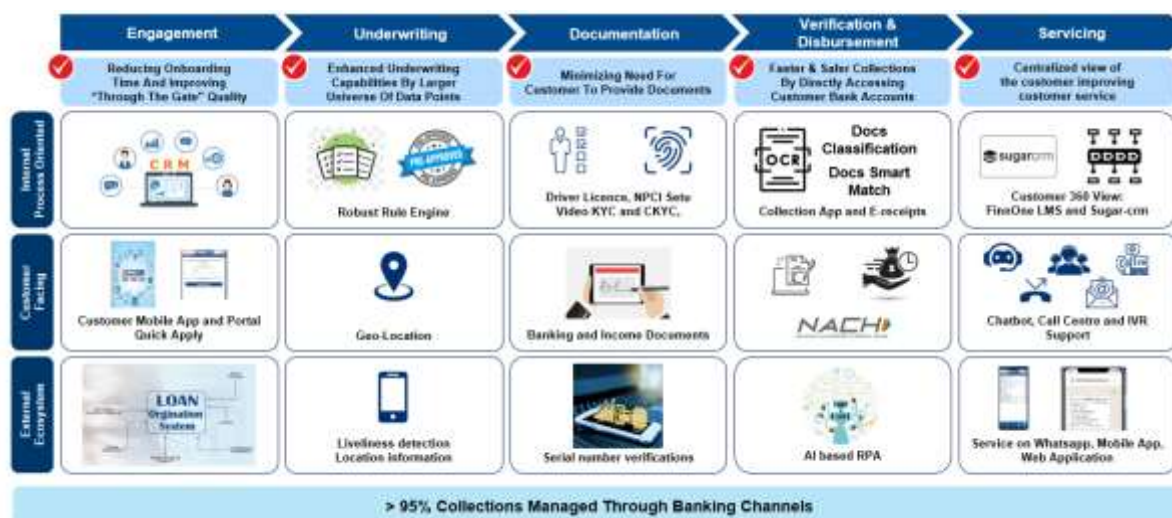 Engagement
Underwriting
Documentation
Verification &
Disbursement
Servicing
Reducing Onboarding
Time And Improving
"Through The Gate" Quality
Enhanced Underwriting
Capabilities By Larger
Universe Of Data Points
Minimizing Need For
Customer To Provide Documents
Faster & Safer Collections
By Directly Accessing
Customer Bank Accounts
Centralized view of
the customer improving
customer service
Internal
Process Oriented
CRM
PRE-APPROVED
Robust Rule Engine
Driver Licence, NPCI Sete
Video KYC and CKYC,
OCR
Docs
Classification
Docs Smart
Match
Collection App and E-receipts
sugarcrm
Customer 360 View:
FinnOne LMS and Sugar-crm
Customer
Facing
Customer Mobile App and Portal
Quick Apply
Geo-Location
Banking and Income Documents
NACH
Chatbot, Call Centre and IVR
Support
External
Ecosystem
LOAN
Origination
System
Liveliness detection
Location information
Serial number verifications
AI based RPA
Service on Whatsapp, Mobile App,
Web Application
> 95% Collections Managed Through Banking Channels